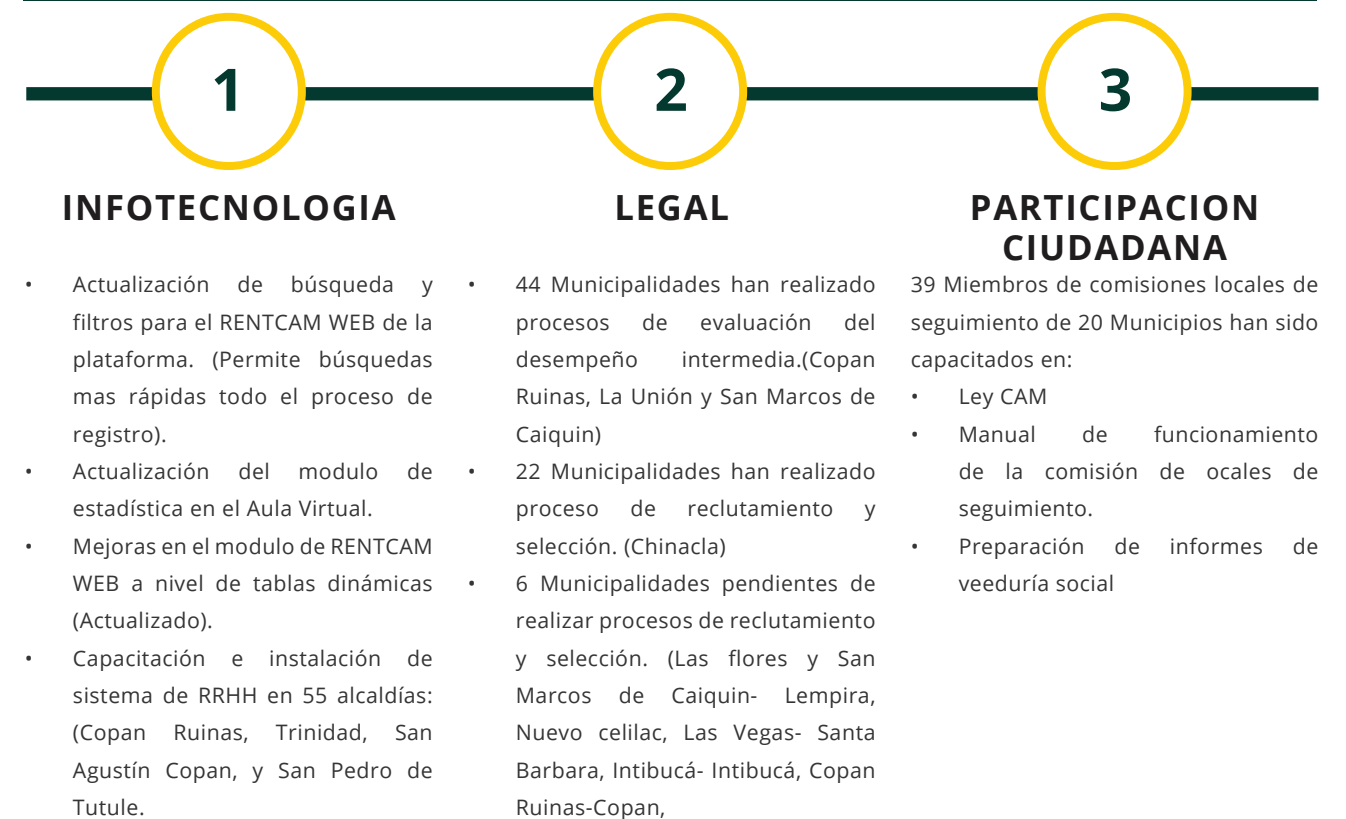 1
INFOTECNOLOGIA
• Actualización de búsqueda y
filtros para el RENTCAM WEB de la
plataforma. (Permite búsquedas
mas rápidas todo el proceso de
registro).
• Actualización del modulo de
estadística en el Aula Virtual.
• Mejoras en el modulo de RENTCAM
WEB a nivel de tablas dinámicas
(Actualizado).
• Capacitación e instalación de
sistema de RRHH en 55 alcaldías:
(Copan Ruinas, Trinidad, San
Agustín Copan, y San Pedro de
Tutule.
2
LEGAL
• 44 Municipalidades han realizado
procesos de evaluación del
desempeño intermedia.(Copan
Ruinas, La Unión y San Marcos de
Caiquin)
• 22 Municipalidades han realizado
proceso de reclutamiento y
selección. (Chinacla)
• 6 Municipalidades pendientes de
realizar procesos de reclutamiento
y selección. (Las flores y San
Marcos de Caiquin- Lempira,
Nuevo celilac, Las Vegas- Santa
Barbara, Intibucá- Intibucá, Copan
Ruinas-Copan,
3
PARTICIPACION
CIUDADANA
39 Miembros de comisiones locales de
seguimiento de 20 Municipios han sido
capacitados en:
• Ley CAM
• Manual de funcionamiento
de la comisión de ocales de
seguimiento.
• Preparación de informes de
veeduría social